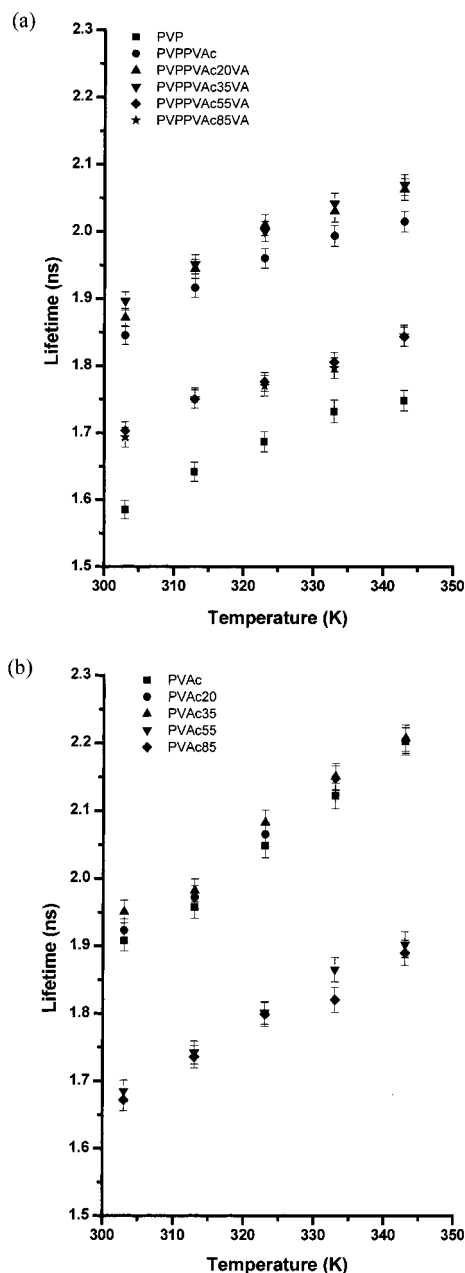 (a)
PVP
PVPPVAc
PVPPVAc20VA
PVPPVAc35VA
PVPPVAc55VA
PVPPVAc85VA
2.3
2.2
2.1
2.0
1.9
1.8
1.7
1.6
1.5
Lifetime (ns)
300 310 320 330 340 350
Temperature (K)
(b)
PVAc
PVAc20
PVAc35
PVAc55
PVAc85
2.3
2.2
2.1
2.0
1.9
1.8
1.7
1.6
1.5
Lifetime (ns)
300 310 320 330 340 350
Temperature (K)